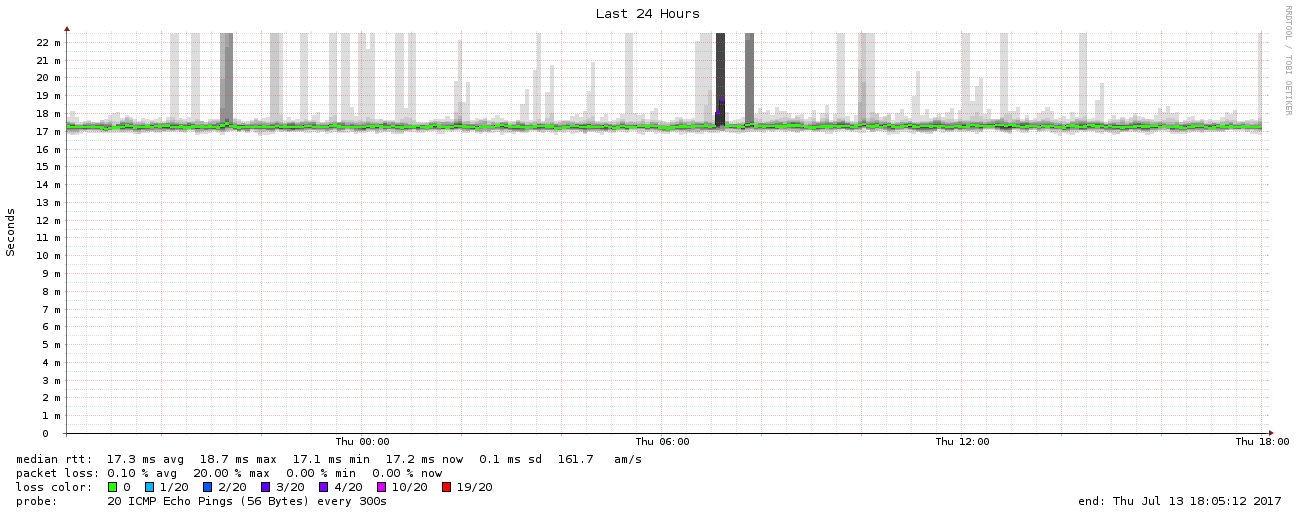 Last 24 Hours
RRDTOOL / TOBI OETIKER
Seconds
22 m
21 m
20 m
19 m
18 m
17 m
16 m
15 m
14 m
13 m
12 m
11 m
10 m
9 m
8 m
7 m
6 m
5 m
4 m
3 m
2 m
1 m
0
Thu 00:00 Thu 06:00 Thu 12:00 Thu 18:00
median rtt: 17.3 ms avg 18.7 ms max 17.1 ms min 17.2 ms now 0.1 ms sd 161.7 am/s
packet loss: 0.10 % avg 20.00 % max 0.00 % min 0.00 % now
loss color: 0 1/20 2/20 3/20 4/20 10/20 19/20
probe: 20 ICMP Echo Pings (56 Bytes) every 300s end: Thu Jul 13 18:05:12 2017